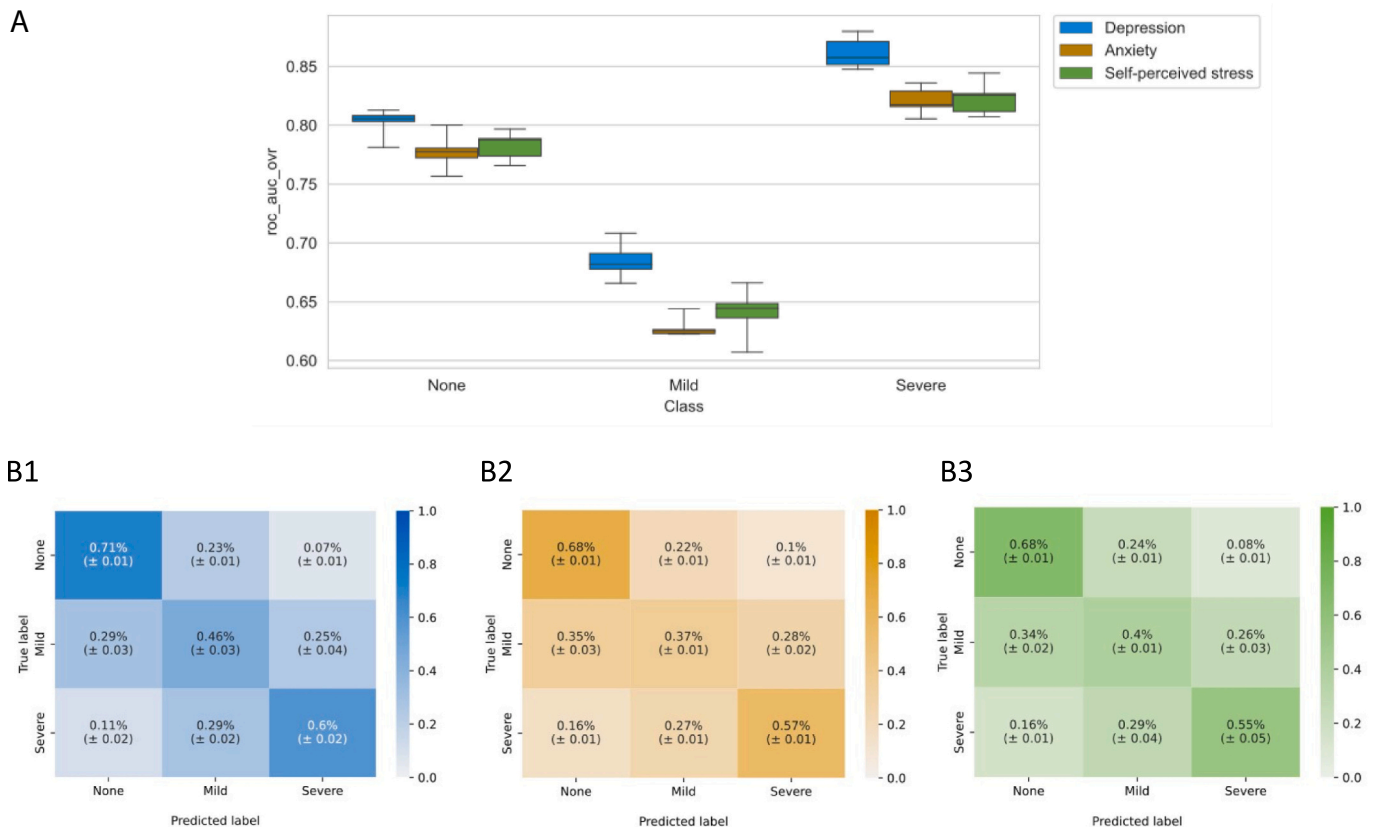 A
Depression
Anxiety
Self-perceived stress
roc_auc_ovr
0.85
0.80
0.75
0.70
0.65
0.60
None
Mild
Severe
Class
B1
B2
B3
True label
None
Mild
Severe
0.71%
(± 0.01)
0.23%
(± 0.01)
0.07%
(± 0.01)
0.29%
(± 0.03)
0.46%
(± 0.03)
0.25%
(± 0.04)
0.11%
(± 0.02)
0.29%
(± 0.02)
0.6%
(± 0.02)
None
Mild
Severe
Predicted label
1.0
0.8
0.6
0.4
0.2
0.0
True label
None
Mild
Severe
0.68%
(± 0.01)
0.22%
(± 0.01)
0.1%
(± 0.01)
0.35%
(± 0.03)
0.37%
(± 0.01)
0.28%
(± 0.02)
0.16%
(± 0.01)
0.27%
(± 0.01)
0.57%
(± 0.01)
None
Mild
Severe
Predicted label
1.0
0.8
0.6
0.4
0.2
0.0
True label
None
Mild
Severe
0.68%
(± 0.01)
0.24%
(± 0.01)
0.08%
(± 0.01)
0.34%
(± 0.02)
0.4%
(± 0.01)
0.26%
(± 0.03)
0.16%
(± 0.01)
0.29%
(± 0.04)
0.55%
(± 0.05)
None
Mild
Severe
Predicted label
1.0
0.8
0.6
0.4
0.2
0.0